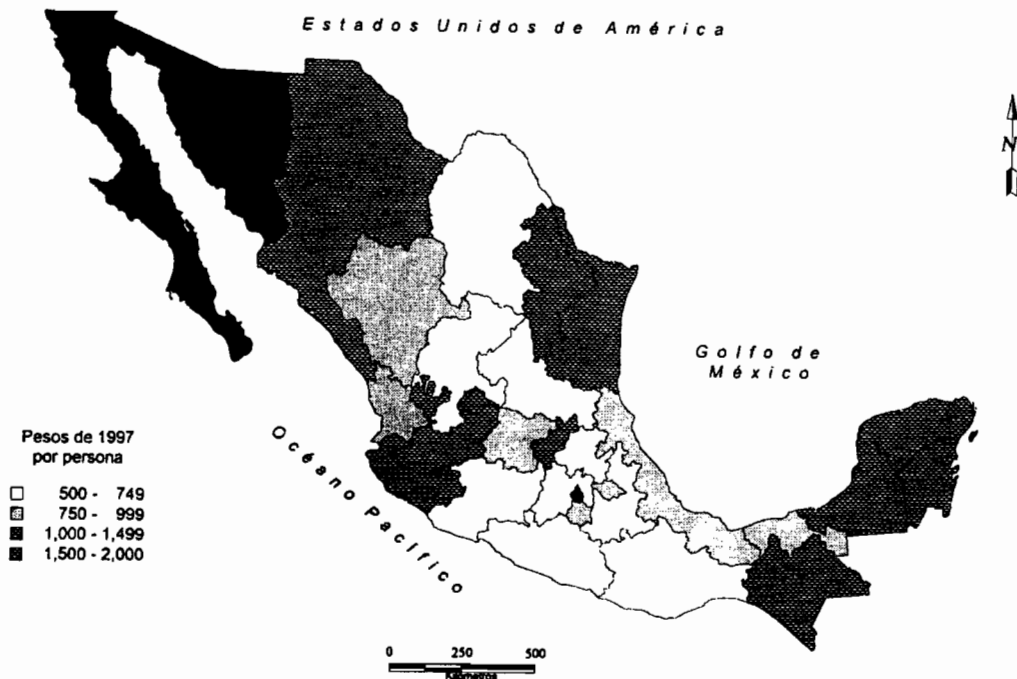 Estados Unidos de América
N
Golfo de
México
Océano Pacífico
Pesos de 1997
por persona
500 - 749
750 - 999
1,000 - 1,499
1,500 - 2,000
0 250 500
Kilómetros